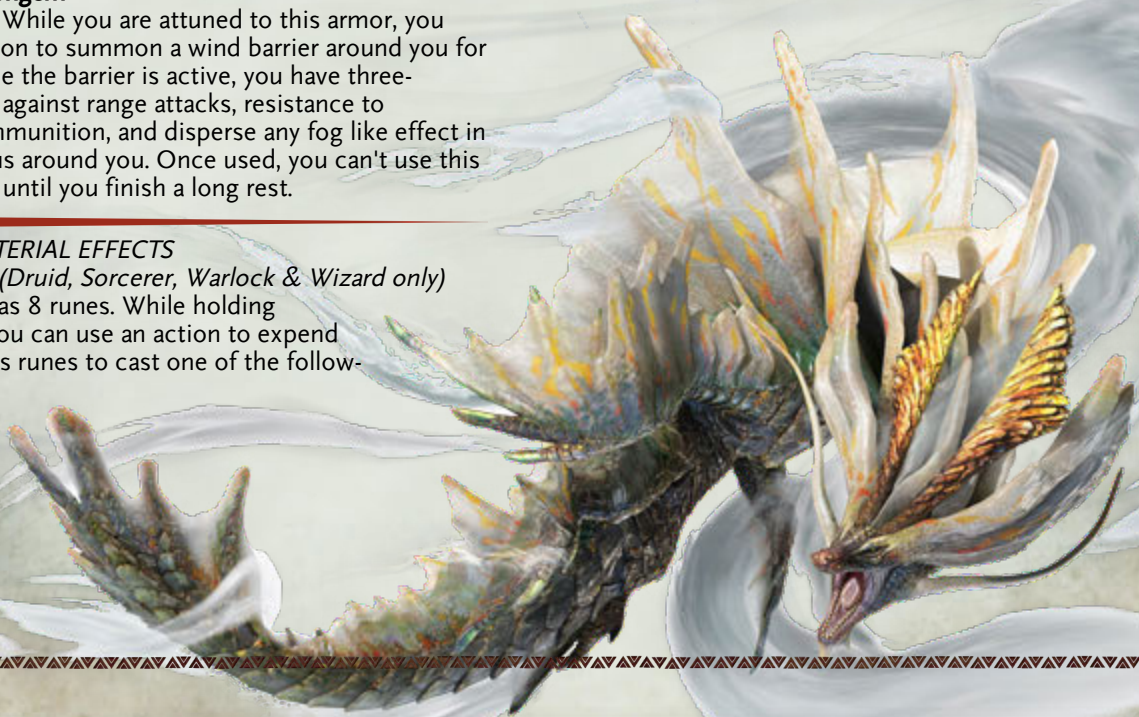 While you are attuned to this armor, you
on to summon a wind barrier around you for
e the barrier is active, you have three-
against range attacks, resistance to
munition, and disperse any fog like effect in
us around you. Once used, you can't use this
until you finish a long rest.
TERIAL EFFECTS
(Druid, Sorcerer, Warlock & Wizard only)
as 8 runes. While holding
ou can use an action to expend
s runes to cast one of the follow-